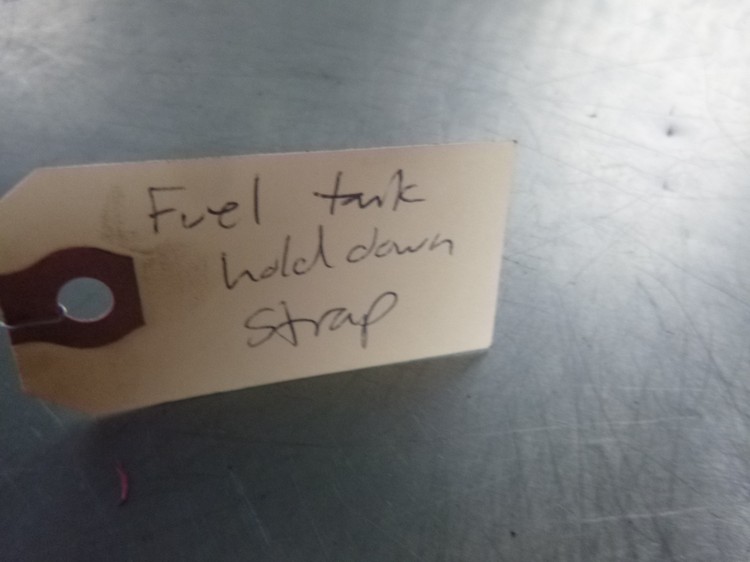 Fuel tank
hold down
strap